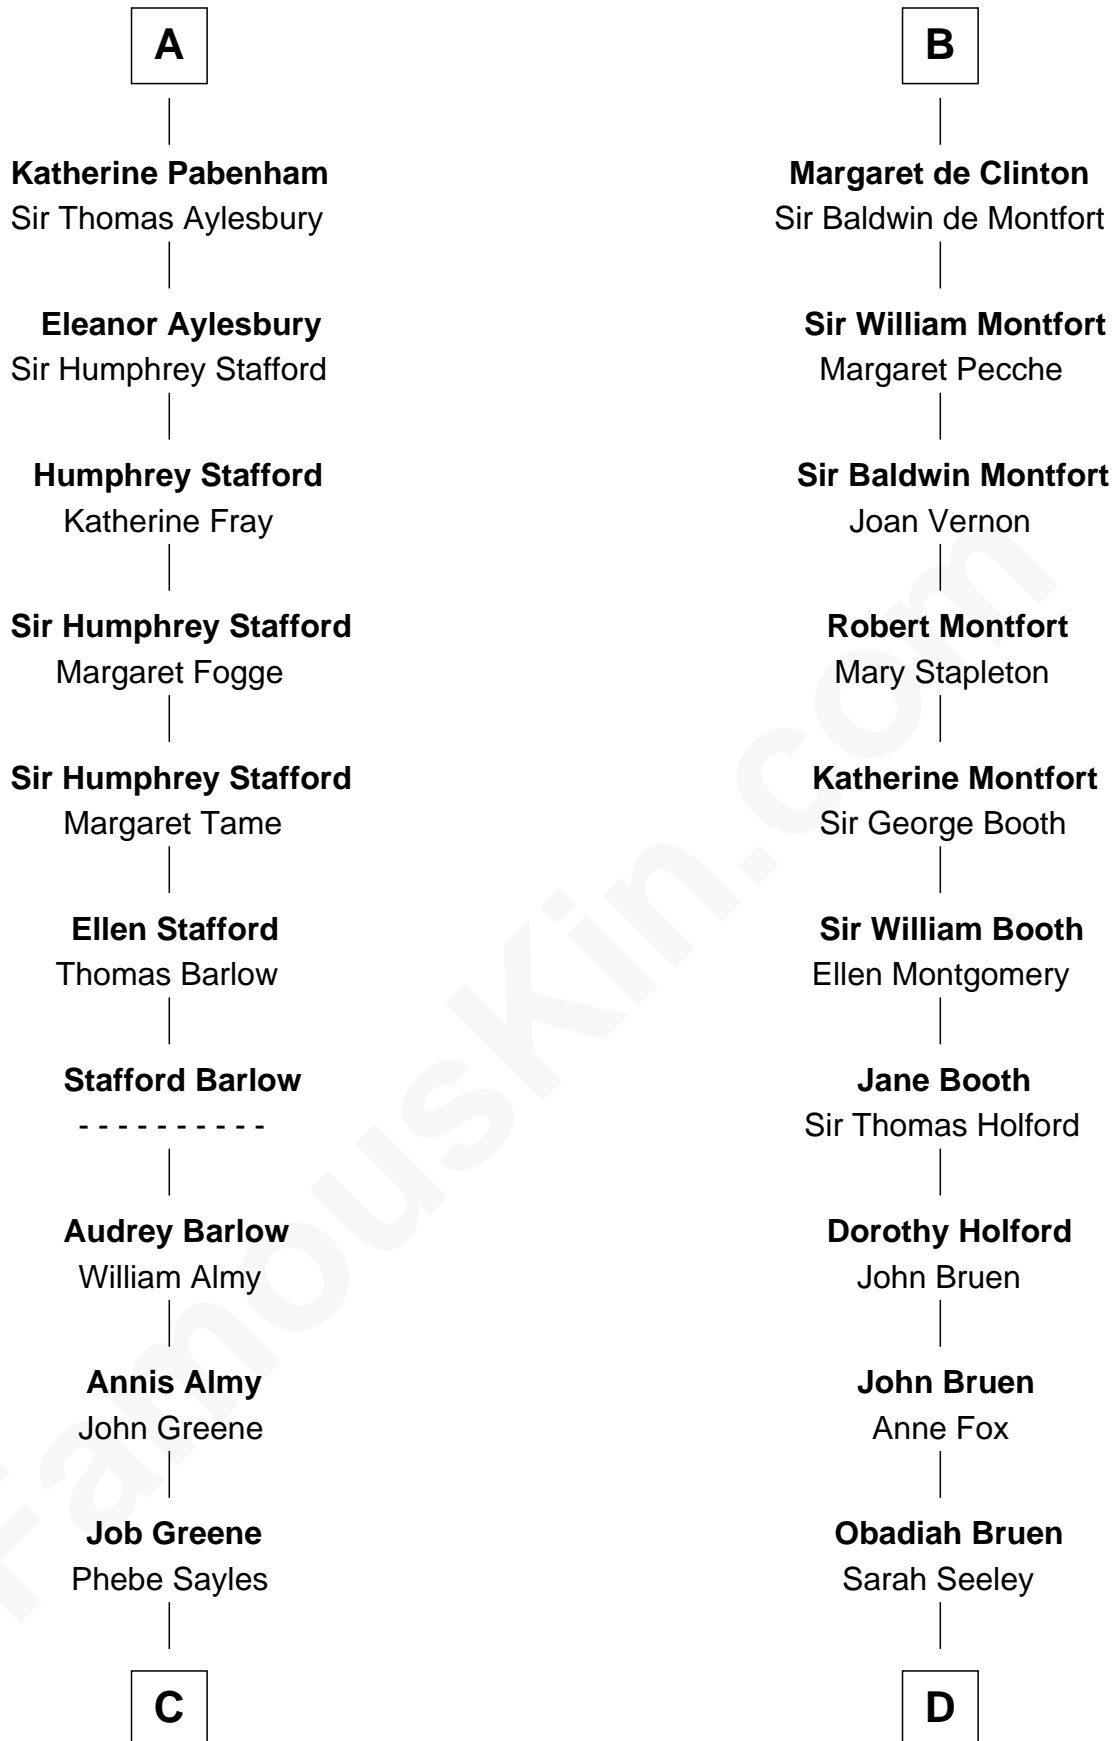 A
Katherine Pabenham
Sir Thomas Aylesbury
Eleanor Aylesbury
Sir Humphrey Stafford
Humphrey Stafford
Katherine Fray
Sir Humphrey Stafford
Margaret Fogge
Sir Humphrey Stafford
Margaret Tame
Ellen Stafford
Thomas Barlow
Stafford Barlow
- - - - - - - - - -
Audrey Barlow
William Almy
Annis Almy
John Greene
Job Greene
Phebe Sayles
C
B
Margaret de Clinton
Sir Baldwin de Montfort
Sir William Montfort
Margaret Pecche
Sir Baldwin Montfort
Joan Vernon
Robert Montfort
Mary Stapleton
Katherine Montfort
Sir George Booth
Sir William Booth
Ellen Montgomery
Jane Booth
Sir Thomas Holford
Dorothy Holford
John Bruen
John Bruen
Anne Fox
Obadiah Bruen
Sarah Seeley
D
FamousKin.com